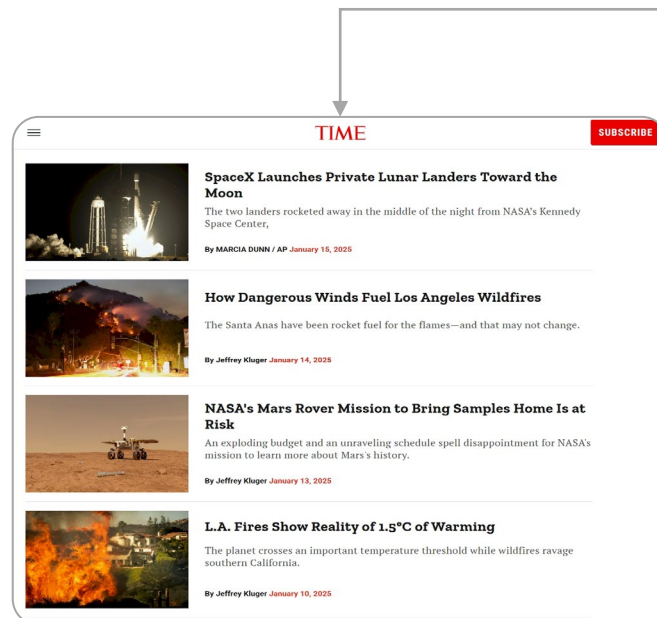 TIME
SUBSCRIBE
SpaceX Launches Private Lunar Landers Toward the
Moon
The two landers rocketed away in the middle of the night from NASA's Kennedy
Space Center,
By MARCIA DUNN / AP January 15, 2025
How Dangerous Winds Fuel Los Angeles Wildfires
The Santa Anas have been rocket fuel for the flames—and that may not change.
By Jeffrey Kluger January 14, 2025
NASA's Mars Rover Mission to Bring Samples Home Is at
Risk
An exploding budget and an unraveling schedule spell disappointment for NASA's
mission to learn more about Mars's history.
By Jeffrey Kluger January 13, 2025
L.A. Fires Show Reality of 1.5°C of Warming
The planet crosses an important temperature threshold while wildfires ravage
southern California.
By Jeffrey Kluger January 10, 2025